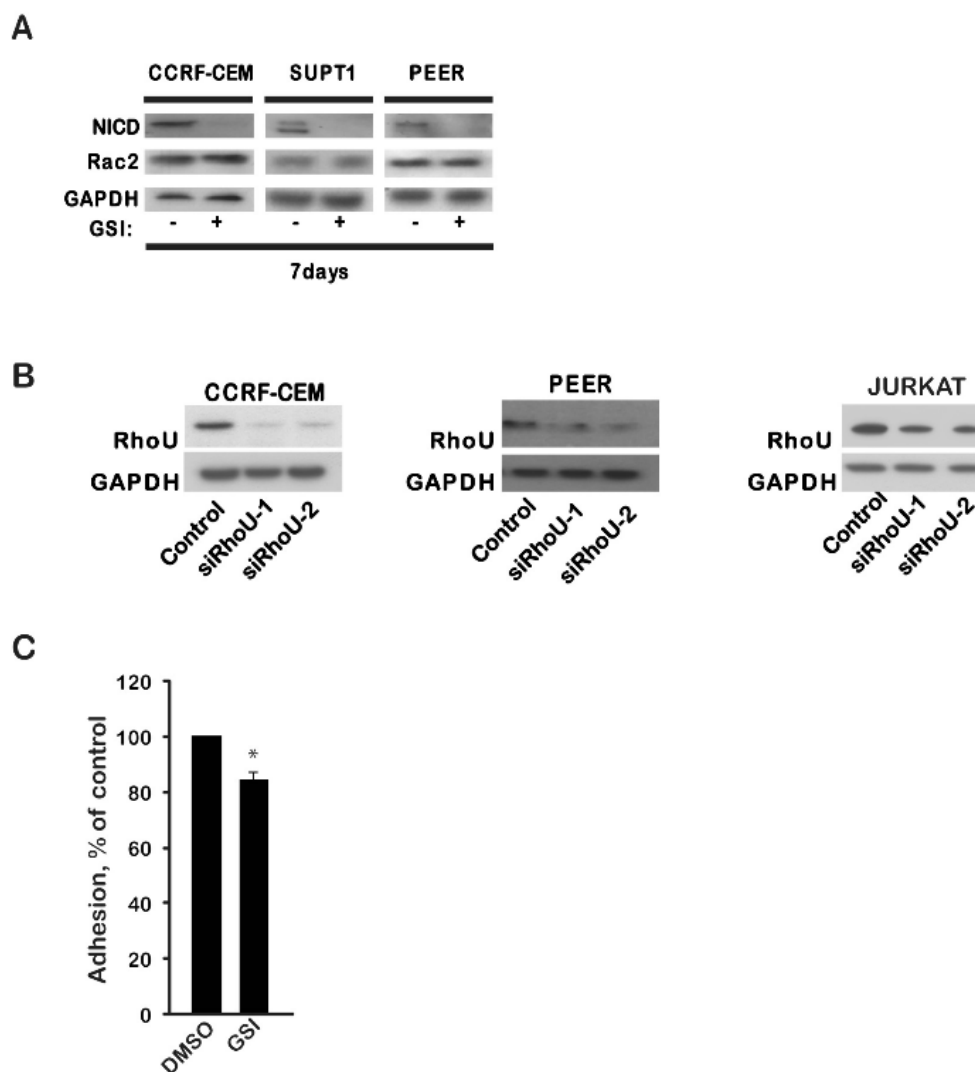 A
CCRF-CEM SUPT1 PEER
NICD
Rac2
GAPDH
GSI: - + - + - +
7days
B
CCRF-CEM
RhoU
GAPDH
Control siRhoU-1 siRhoU-2
PEER
RhoU
GAPDH
Control siRhoU-1 siRhoU-2
JURKAT
RhoU
GAPDH
Control siRhoU-1 siRhoU-2
C
Adhesion, % of control
120
100
80
60
40
20
0
*
DMSO GSI